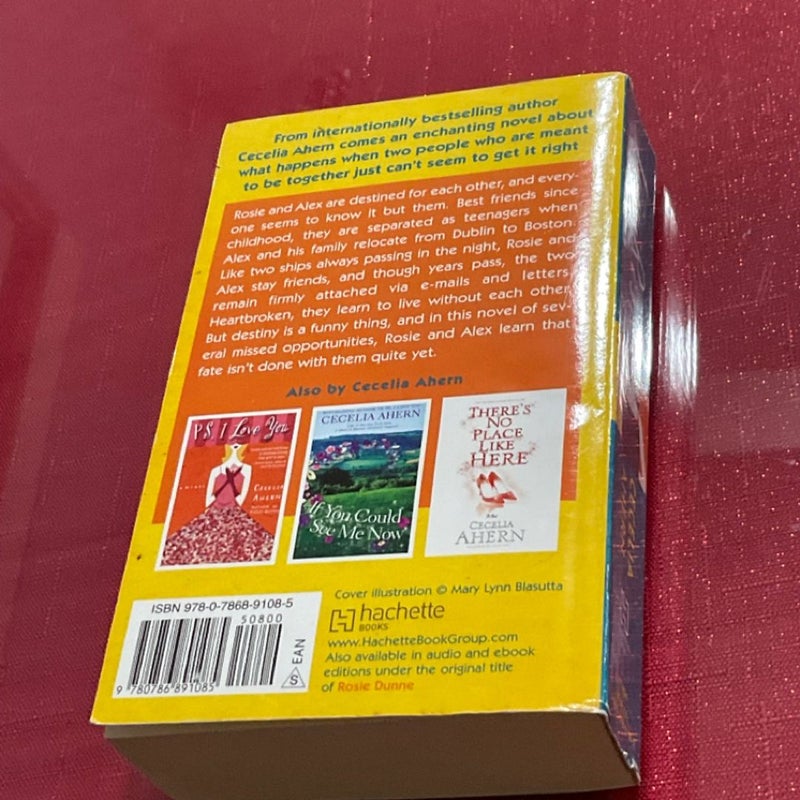 From internationally bestselling author
Cecelia Ahern comes an enchanting novel about
what happens when two people who are meant
to be together just can't seem to get it right
Rosie and Alex are destined for each other, and every-
one seems to know it but them. Best friends since
childhood, they are separated as teenagers when
Alex and his family relocate from Dublin to Boston.
Like two ships always passing in the night, Rosie and
Alex stay friends, and though years pass, the two
remain firmly attached via e-mails and letters.
Heartbroken, they learn to live without each other.
But destiny is a funny thing, and in this novel of sev-
eral missed opportunities, Rosie and Alex learn that
fate isn't done with them quite yet.
Also by Cecelia Ahern
P.S. I Love You
CECELIA
AHERN
CECELIA AHERN
If You Could
See Me Now
THERE'S
NO
PLACE
LIKE
HERE
CECELIA
AHERN
ISBN 978-0-7868-9108-5
50800
9 780786 891085
S
EAN
Cover illustration © Mary Lynn Blasutta
hachette
BOOKS
www.HachetteBookGroup.com
Also available in audio and ebook
editions under the original title
of Rosie Dunne